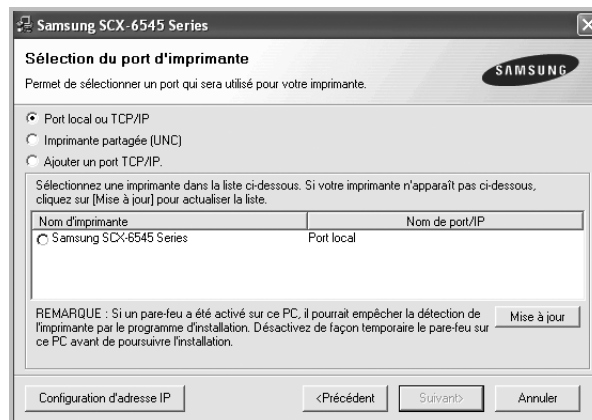 Samsung SCX-6545 Series
Sélection du port d'imprimante
Permet de sélectionner un port qui sera utilisé pour votre imprimante.
SAMSUNG
Port local ou TCP/IP
Imprimante partagée (UNC)
Ajouter un port TCP/IP.
Sélectionnez une imprimante dans la liste ci-dessous. Si votre imprimante n'apparaît pas ci-dessous,
cliquez sur [Mise à jour] pour actualiser la liste.
Nom d'imprimante Nom de port/IP
Samsung SCX-6545 Series Port local
REMARQUE : Si un pare-feu a été activé sur ce PC, il pourrait empêcher la détection de
l'imprimante par le programme d'installation. Désactivez de façon temporaire le pare-feu sur
ce PC avant de poursuivre l'installation.
Mise à jour
Configuration d'adresse IP <Précédent Suivant> Annuler